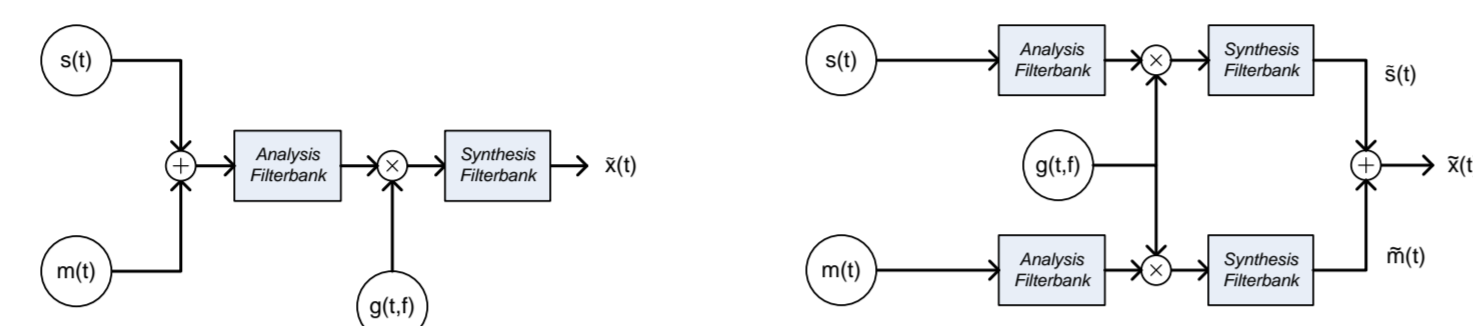 s(t)
m(t)
+
Analysis
Filterbank
×
g(t,f)
Synthesis
Filterbank
x̃(t)
s(t)
Analysis
Filterbank
×
Synthesis
Filterbank
s̃(t)
g(t,f)
+
x̃(t
m(t)
Analysis
Filterbank
×
Synthesis
Filterbank
m̃(t)